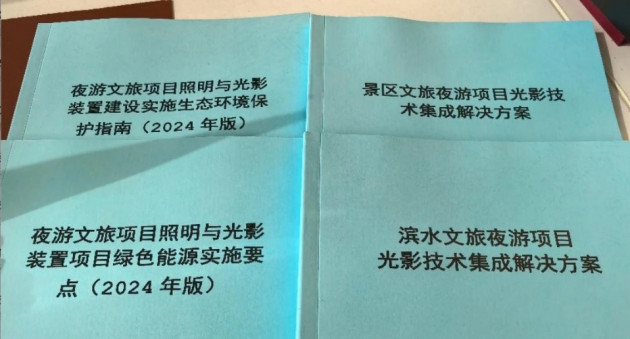 夜游文旅项目照明与光影
装置建设实施生态环境保
护指南（2024 年版）
景区文旅夜游项目光影技
术集成解决方案
夜游文旅项目照明与光影
装置项目绿色能源实施要
点（2024 年版）
滨水文旅夜游项目
光影技术集成解决方案